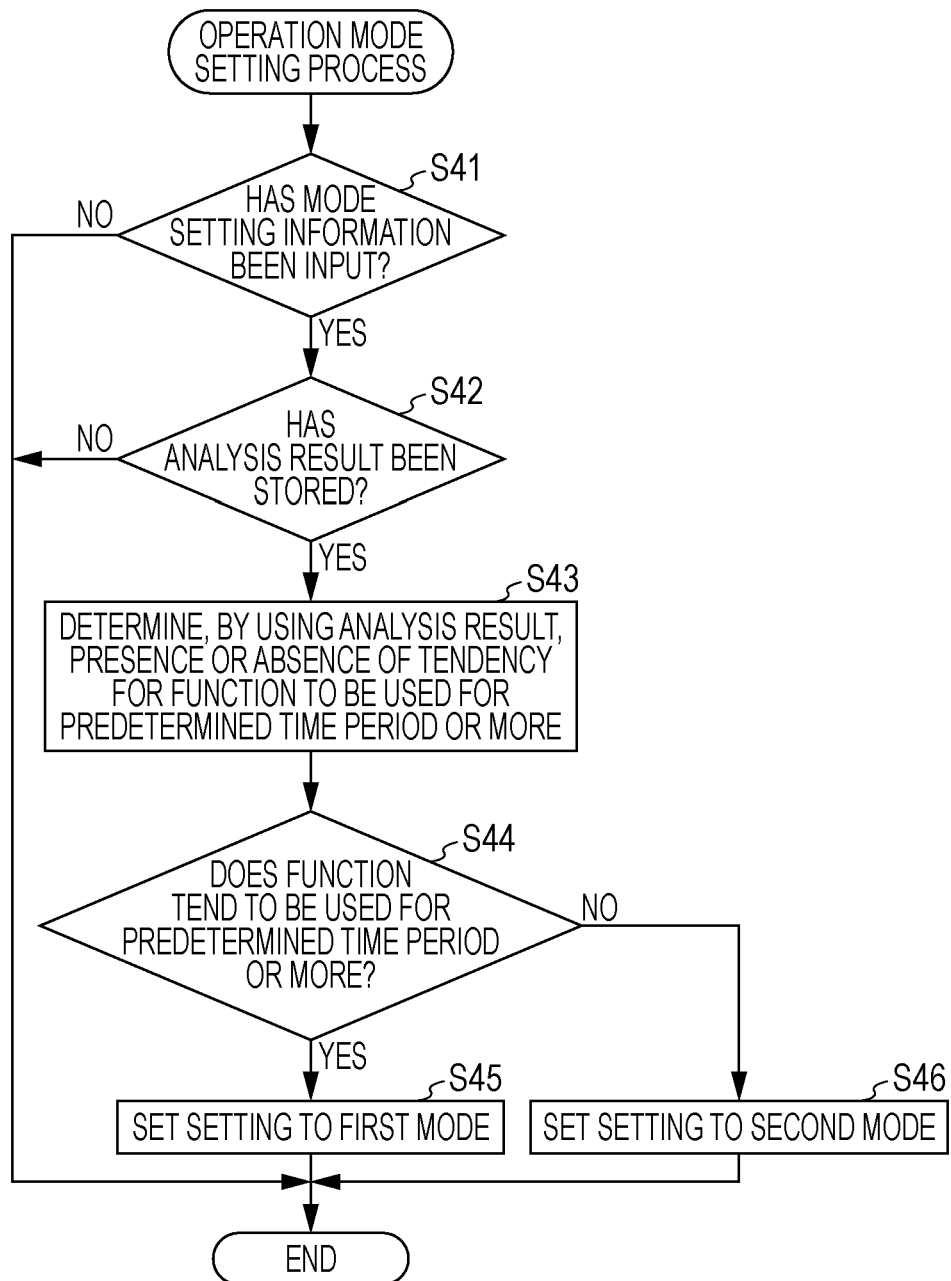 OPERATION MODE
SETTING PROCESS
S41
HAS MODE
SETTING INFORMATION
BEEN INPUT?
NO
YES
S42
HAS
ANALYSIS RESULT BEEN
STORED?
NO
YES
S43
DETERMINE, BY USING ANALYSIS RESULT,
PRESENCE OR ABSENCE OF TENDENCY
FOR FUNCTION TO BE USED FOR
PREDETERMINED TIME PERIOD OR MORE
S44
DOES FUNCTION
TEND TO BE USED FOR
PREDETERMINED TIME PERIOD
OR MORE?
NO
YES
S45
SET SETTING TO FIRST MODE
S46
SET SETTING TO SECOND MODE
END